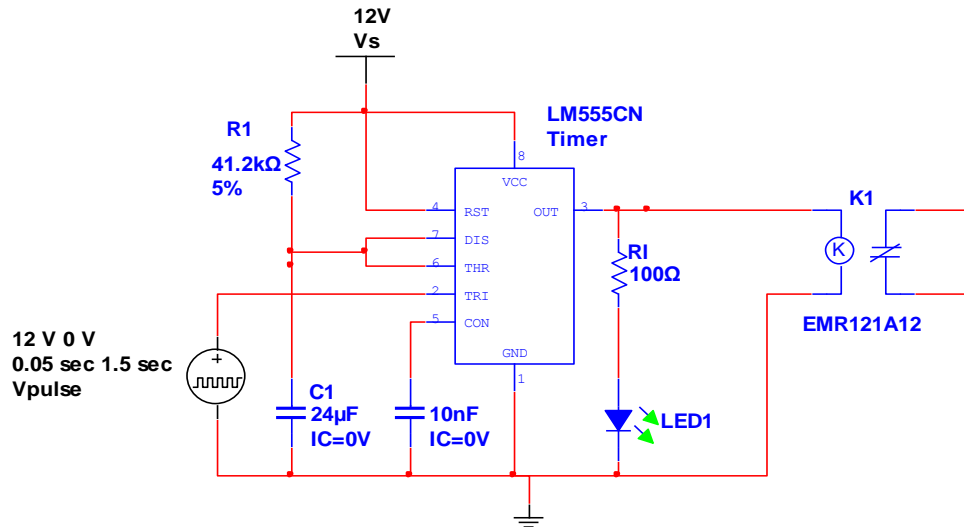 12V
Vs
LM555CN
Timer
R1
41.2kΩ
5%
8
VCC
4
RST
OUT
3
7
DIS
6
THR
2
TRI
5
CON
GND
1
RI
100Ω
K1
K
EMR121A12
12 V 0 V
0.05 sec 1.5 sec
Vpulse
C1
24µF
IC=0V
10nF
IC=0V
LED1